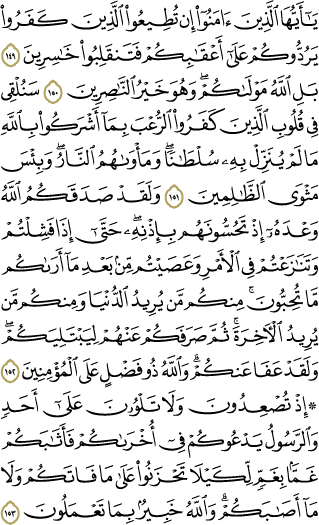 يَـٰٓأَيُّهَا ٱلَّذِينَ ءَامَنُوٓا۟ إِن تُطِيعُوا۟ ٱلَّذِينَ كَفَرُوا۟
يَرُدُّوكُمْ عَلَىٰٓ أَعْقَـٰبِكُمْ فَتَنقَلِبُوا۟ خَـٰسِرِينَ ١٤٩
بَلِ ٱللَّهُ مَوْلَىٰكُمْ ۖ وَهُوَ خَيْرُ ٱلنَّـٰصِرِينَ ١٥٠ سَنُلْقِى
فِى قُلُوبِ ٱلَّذِينَ كَفَرُوا۟ ٱلرُّعْبَ بِمَآ أَشْرَكُوا۟ بِٱللَّهِ
مَا لَمْ يُنَزِّلْ بِهِۦ سُلْطَـٰنًا ۖ وَمَأْوَىٰهُمُ ٱلنَّارُ ۚ وَبِئْسَ
مَثْوَى ٱلظَّـٰلِمِينَ ١٥١ وَلَقَدْ صَدَقَكُمُ ٱللَّهُ
وَعْدَهُۥٓ إِذْ تَحُسُّونَهُم بِإِذْنِهِۦ ۖ حَتَّىٰٓ إِذَا فَشِلْتُمْ
وَتَنَـٰزَعْتُمْ فِى ٱلْأَمْرِ وَعَصَيْتُم مِّنۢ بَعْدِ مَآ أَرَىٰكُم
مَّا تُحِبُّونَ ۚ مِنكُم مَّن يُرِيدُ ٱلدُّنْيَا وَمِنكُم مَّن
يُرِيدُ ٱلْـَٔاخِرَةَ ۚ ثُمَّ صَرَفَكُمْ عَنْهُمْ لِيَبْتَلِيَكُمْ ۖ
وَلَقَدْ عَفَا عَنكُمْ ۗ وَٱللَّهُ ذُو فَضْلٍ عَلَى ٱلْمُؤْمِنِينَ ١٥٢
* إِذْ تُصْعِدُونَ وَلَا تَلْوُۥنَ عَلَىٰٓ أَحَدٍ
وَٱلرَّسُولُ يَدْعُوكُمْ فِىٓ أُخْرَىٰكُمْ فَأَثَـٰبَكُمْ
غَمًّۢا بِغَمٍّ لِّكَيْلَا تَحْزَنُوا۟ عَلَىٰ مَا فَاتَكُمْ وَلَا
مَآ أَصَـٰبَكُمْ ۗ وَٱللَّهُ خَبِيرٌۢ بِمَا تَعْمَلُونَ ١٥٣